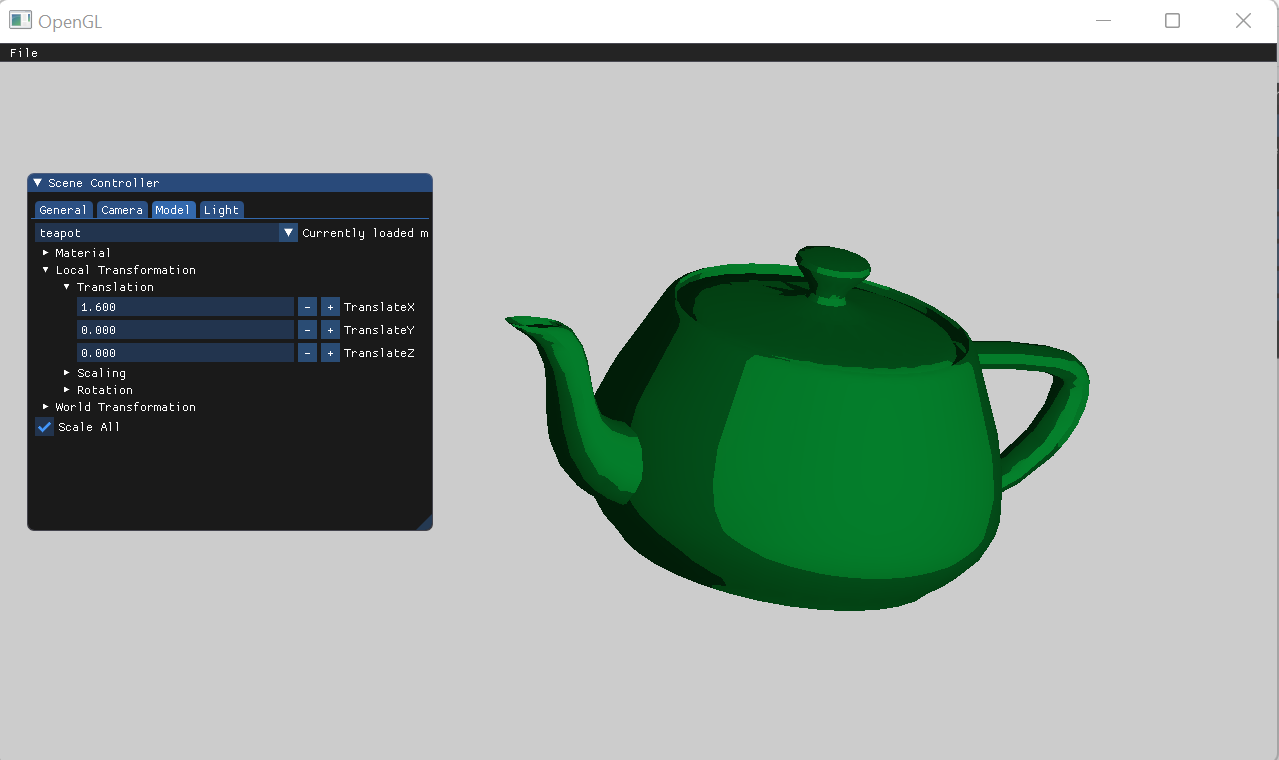 OpenGL
File
Scene Controller
General Camera Model Light
teapot Currently loaded m
Material
Local Transformation
Translation
1.600 - + TranslateX
0.000 - + TranslateY
0.000 - + TranslateZ
Scaling
Rotation
World Transformation
Scale All